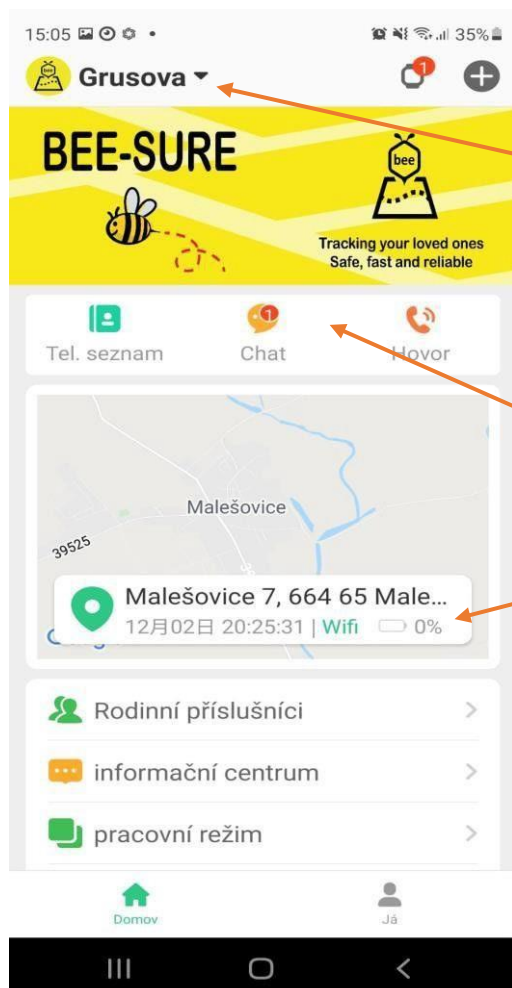 15:05
35%
Grusova
1
BEE-SURE
bee
Tracking your loved ones
Safe, fast and reliable
1
Tel. seznam
Chat
Hovor
Malešovice
39525
Malešovice 7, 664 65 Male...
12月02日 20:25:31 | Wifi 0%
Rodinní příslušníci
informační centrum
pracovní režim
Domov
Já